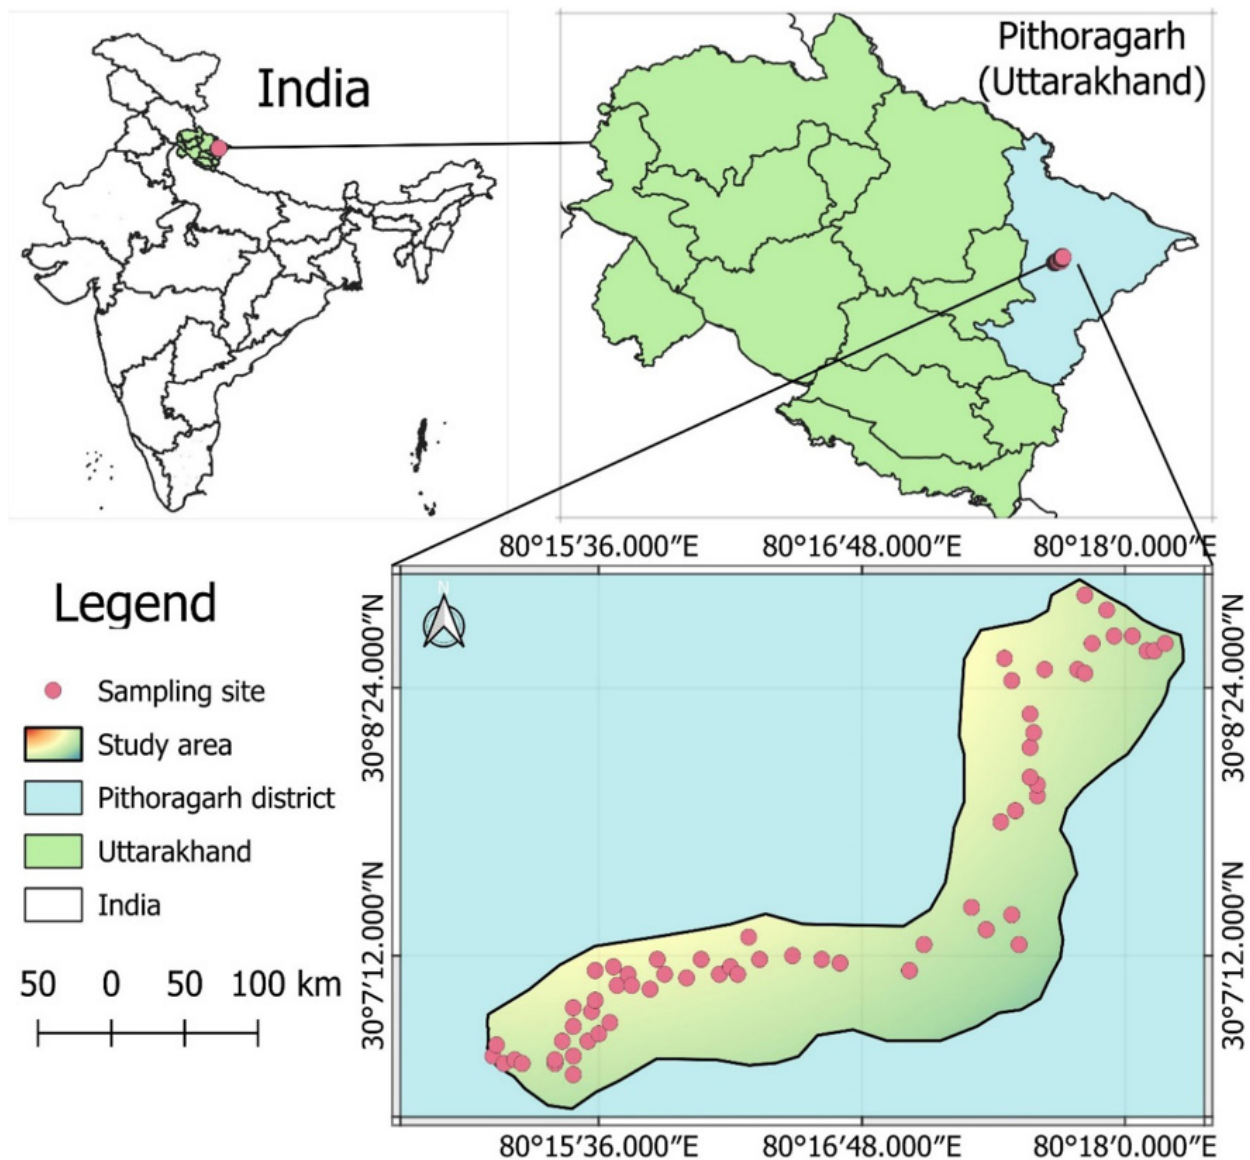 India
Pithoragarh
(Uttarakhand)
80°15′36.000″E 80°16′48.000″E 80°18′0.000″E
Legend
Sampling site
Study area
Pithoragarh district
Uttarakhand
India
50 0 50 100 km
N
30°8′24.000″N
30°7′12.000″N
30°8′24.000″N
30°7′12.000″N
80°15′36.000″E 80°16′48.000″E 80°18′0.000″E